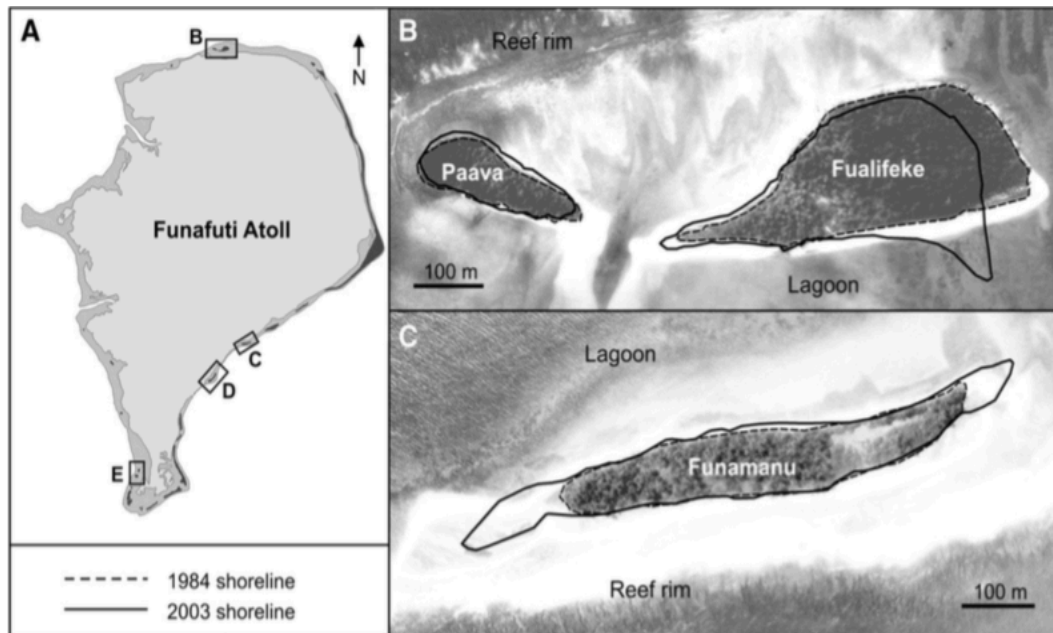 A
B
N
Funafuti Atoll
C
D
E
1984 shoreline
2003 shoreline
B
Reef rim
Paava
Fualifeke
100 m
Lagoon
C
Lagoon
Funamanu
Reef rim
100 m